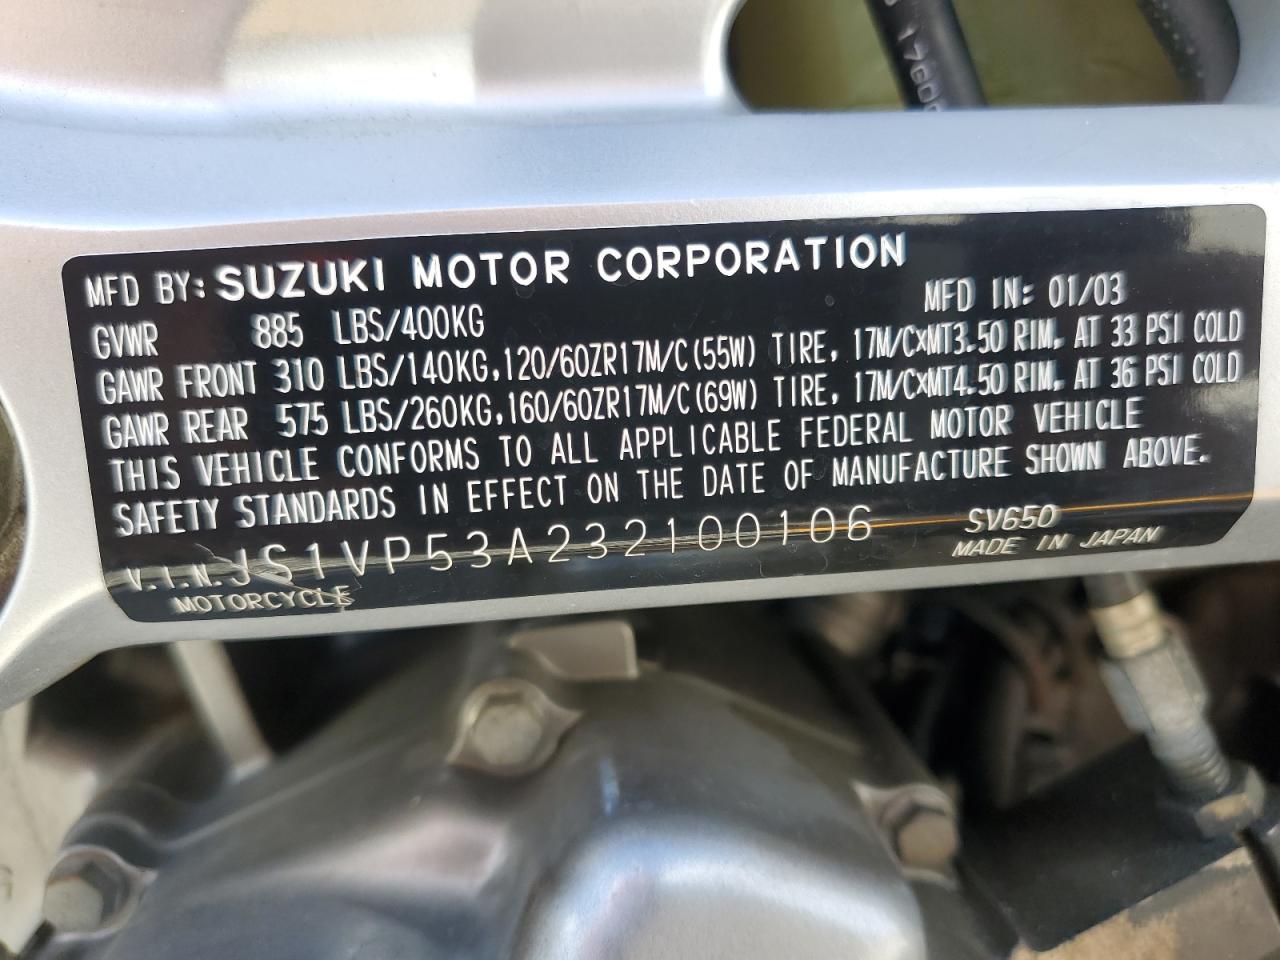 1760
MFD BY: SUZUKI MOTOR CORPORATION
MFD IN: 01/03
GVWR 885 LBS/400KG
GAWR FRONT 310 LBS/140KG, 120/60ZR17M/C (55W) TIRE, 17M/C×MT3.50 RIM, AT 33 PSI COLD
GAWR REAR 575 LBS/260KG, 160/60ZR17M/C (69W) TIRE, 17M/C×MT4.50 RIM, AT 36 PSI COLD
THIS VEHICLE CONFORMS TO ALL APPLICABLE FEDERAL MOTOR VEHICLE
SAFETY STANDARDS IN EFFECT ON THE DATE OF MANUFACTURE SHOWN ABOVE.
V.I.N. JS1VP53A232100106
SV650
MOTORCYCLE
MADE IN JAPAN